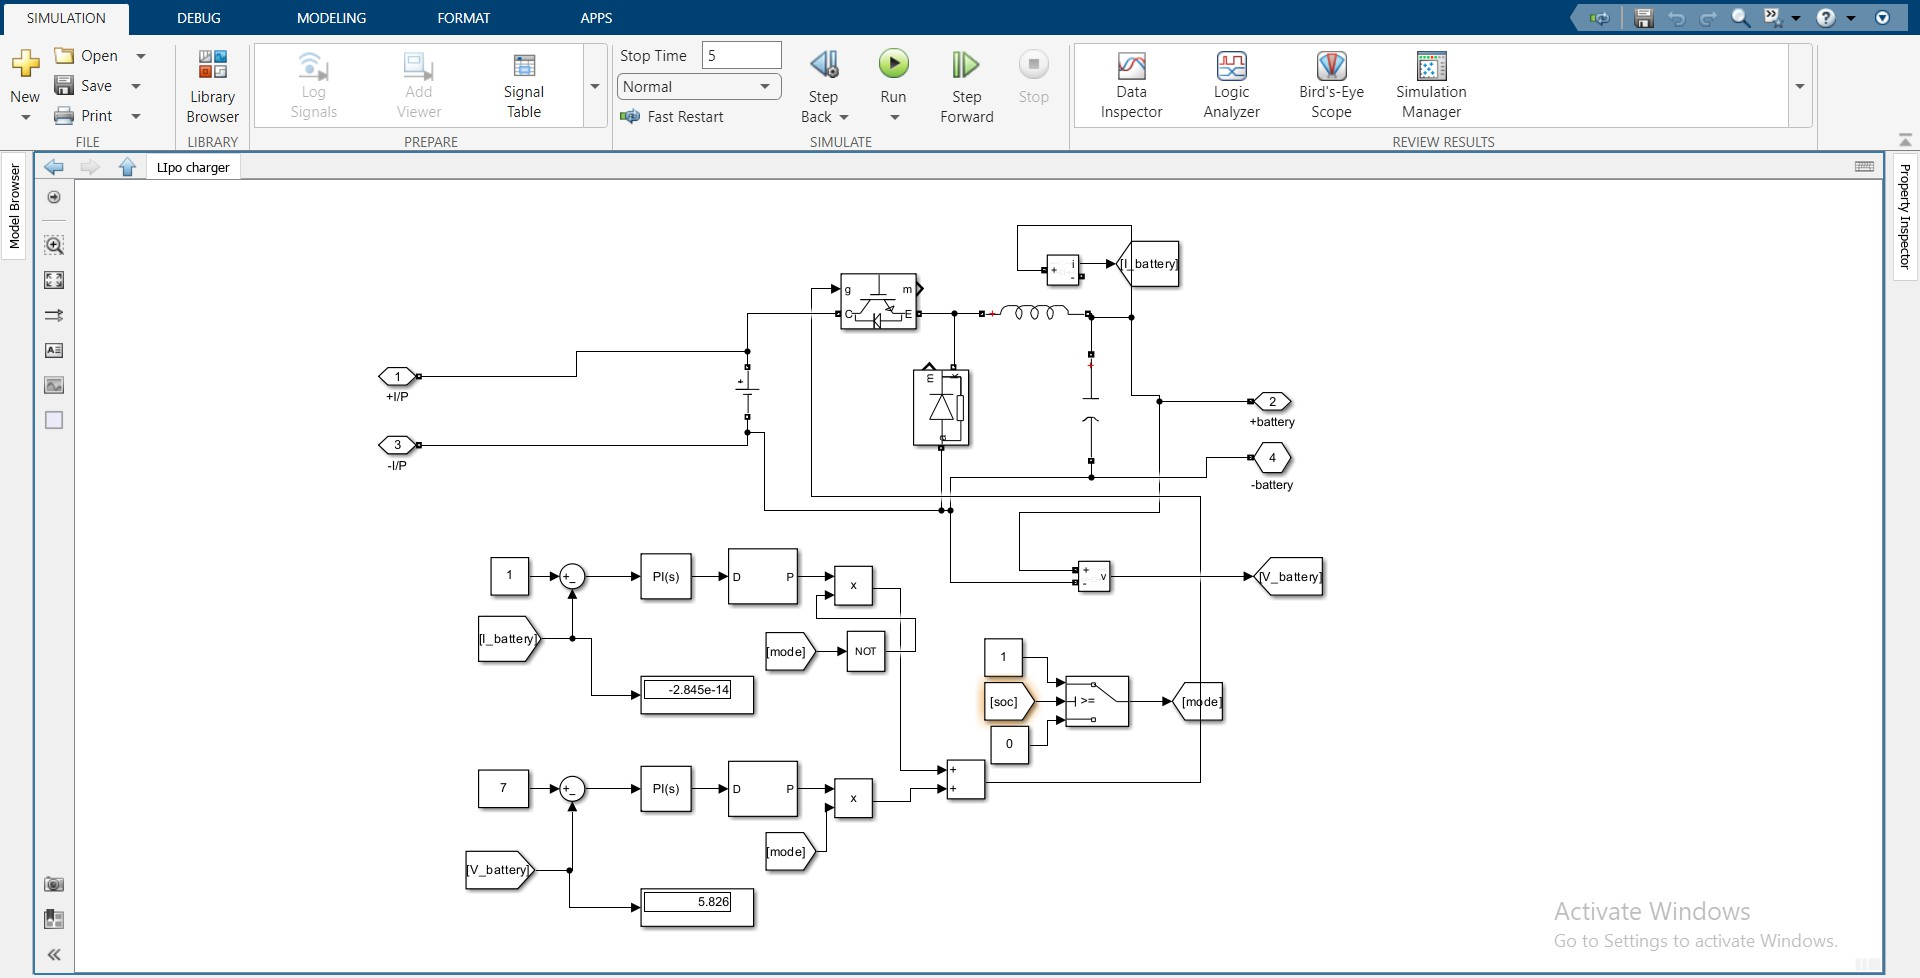 SIMULATION DEBUG MODELING FORMAT APPS
New
Open
Save
Print
FILE
Library
Browser
LIBRARY
Log
Signals
Add
Viewer
Signal
Table
PREPARE
Stop Time 5
Normal
Fast Restart
Step
Back
Run
Step
Forward
Stop
SIMULATE
Data
Inspector
Logic
Analyzer
Bird's-Eye
Scope
Simulation
Manager
REVIEW RESULTS
Model Browser
LIpo charger
Property Inspector
i
+
-
[I_battery]
g
m
C
E
+
1
+I/P
+
m
k
a
+
2
+battery
3
-I/P
4
-battery
1
+
-
PI(s)
D
P
x
+
-
v
[V_battery]
[I_battery]
[mode]
NOT
1
-2.845e-14
[soc]
>=
[mode]
0
7
+
-
PI(s)
D
P
x
+
+
[mode]
[V_battery]
5.826
Activate Windows
Go to Settings to activate Windows.